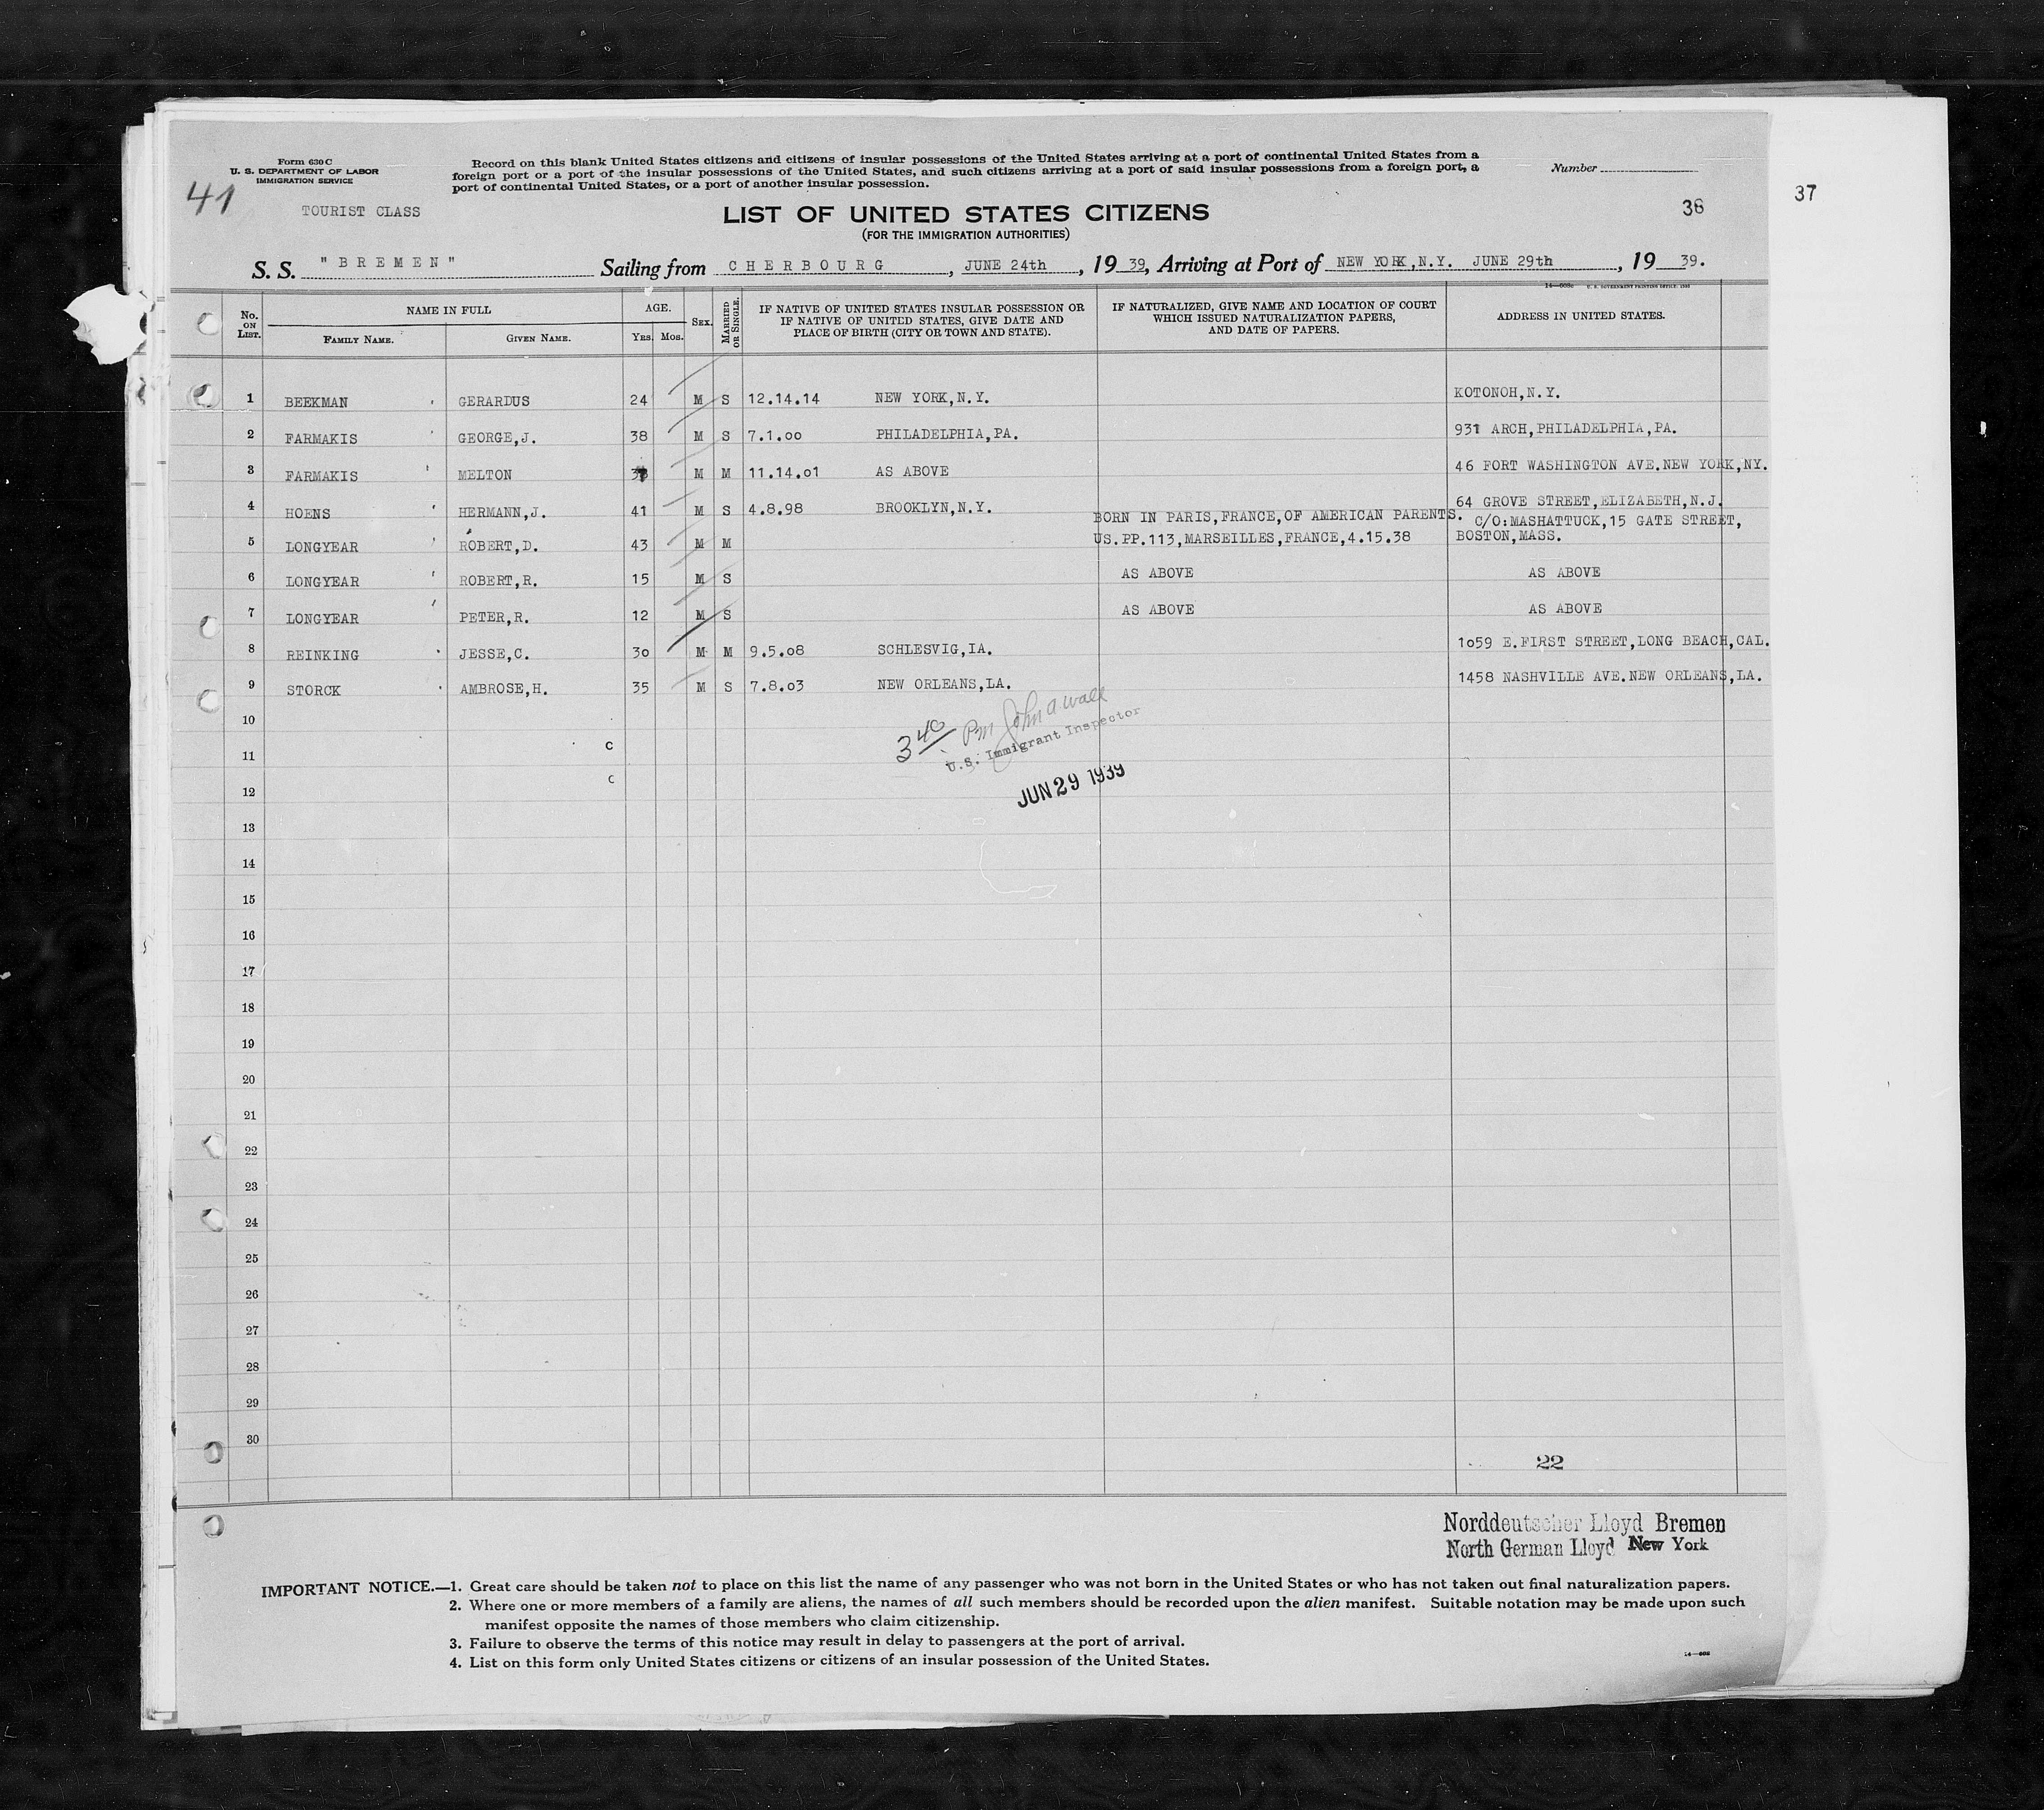 Form 630 C
U. S. DEPARTMENT OF LABOR
IMMIGRATION SERVICE
41
TOURIST CLASS
Record on this blank United States citizens and citizens of insular possessions of the United States arriving at a port of continental United States from a
foreign port or a port of the insular possessions of the United States, and such citizens arriving at a port of said insular possessions from a foreign port, a
port of continental United States, or a port of another insular possession.
Number
36
37
LIST OF UNITED STATES CITIZENS
(FOR THE IMMIGRATION AUTHORITIES)
S. S. "BREMEN" Sailing from CHERBOURG, JUNE 24th, 1939, Arriving at Port of NEW YORK,N.Y. JUNE 29th, 1939.
No. ON LIST. NAME IN FULL AGE. SEX. MARRIED OR SINGLE. IF NATIVE OF UNITED STATES INSULAR POSSESSION OR IF NATIVE OF UNITED STATES, GIVE DATE AND PLACE OF BIRTH (CITY OR TOWN AND STATE). IF NATURALIZED, GIVE NAME AND LOCATION OF COURT WHICH ISSUED NATURALIZATION PAPERS, AND DATE OF PAPERS. ADDRESS IN UNITED STATES.
FAMILY NAME. GIVEN NAME. YRS. MOS.
1 BEEKMAN GERARDUS 24 M S 12.14.14 NEW YORK,N.Y. KOTONOH,N.Y.
2 FARMAKIS GEORGE,J. 38 M S 7.1.00 PHILADELPHIA,PA. 931 ARCH,PHILADELPHIA,PA.
3 FARMAKIS MELTON M M 11.14.01 AS ABOVE 46 FORT WASHINGTON AVE.NEW YORK,NY.
4 HOENS HERMANN,J. 41 M S 4.8.98 BROOKLYN,N.Y. 64 GROVE STREET,ELIZABETH,N.J.
BORN IN PARIS,FRANCE,OF AMERICAN PARENTS. C/O:MASHATTUCK,15 GATE STREET,
5 LONGYEAR ROBERT,D. 43 M M US.PP.113,MARSEILLES,FRANCE,4.15.38 BOSTON,MASS.
6 LONGYEAR ROBERT,R. 15 M S AS ABOVE AS ABOVE
7 LONGYEAR PETER,R. 12 M S AS ABOVE AS ABOVE
8 REINKING JESSE,C. 30 M M 9.5.08 SCHLESVIG,IA. 1059 E.FIRST STREET,LONG BEACH,CAL.
9 STORCK AMBROSE,H. 35 M S 7.8.03 NEW ORLEANS,LA. 1458 NASHVILLE AVE.NEW ORLEANS,LA.
10
3 40 Pm John A Wall
U.S. Immigrant Inspector
JUN 29 1939
11 C
12 C
13
14
15
16
17
18
19
20
21
22
23
24
25
26
27
28
29
30
22
Norddeutscher Lloyd Bremen
North German Lloyd New York
IMPORTANT NOTICE.—1. Great care should be taken not to place on this list the name of any passenger who was not born in the United States or who has not taken out final naturalization papers.
2. Where one or more members of a family are aliens, the names of all such members should be recorded upon the alien manifest. Suitable notation may be made upon such
manifest opposite the names of those members who claim citizenship.
3. Failure to observe the terms of this notice may result in delay to passengers at the port of arrival.
4. List on this form only United States citizens or citizens of an insular possession of the United States.